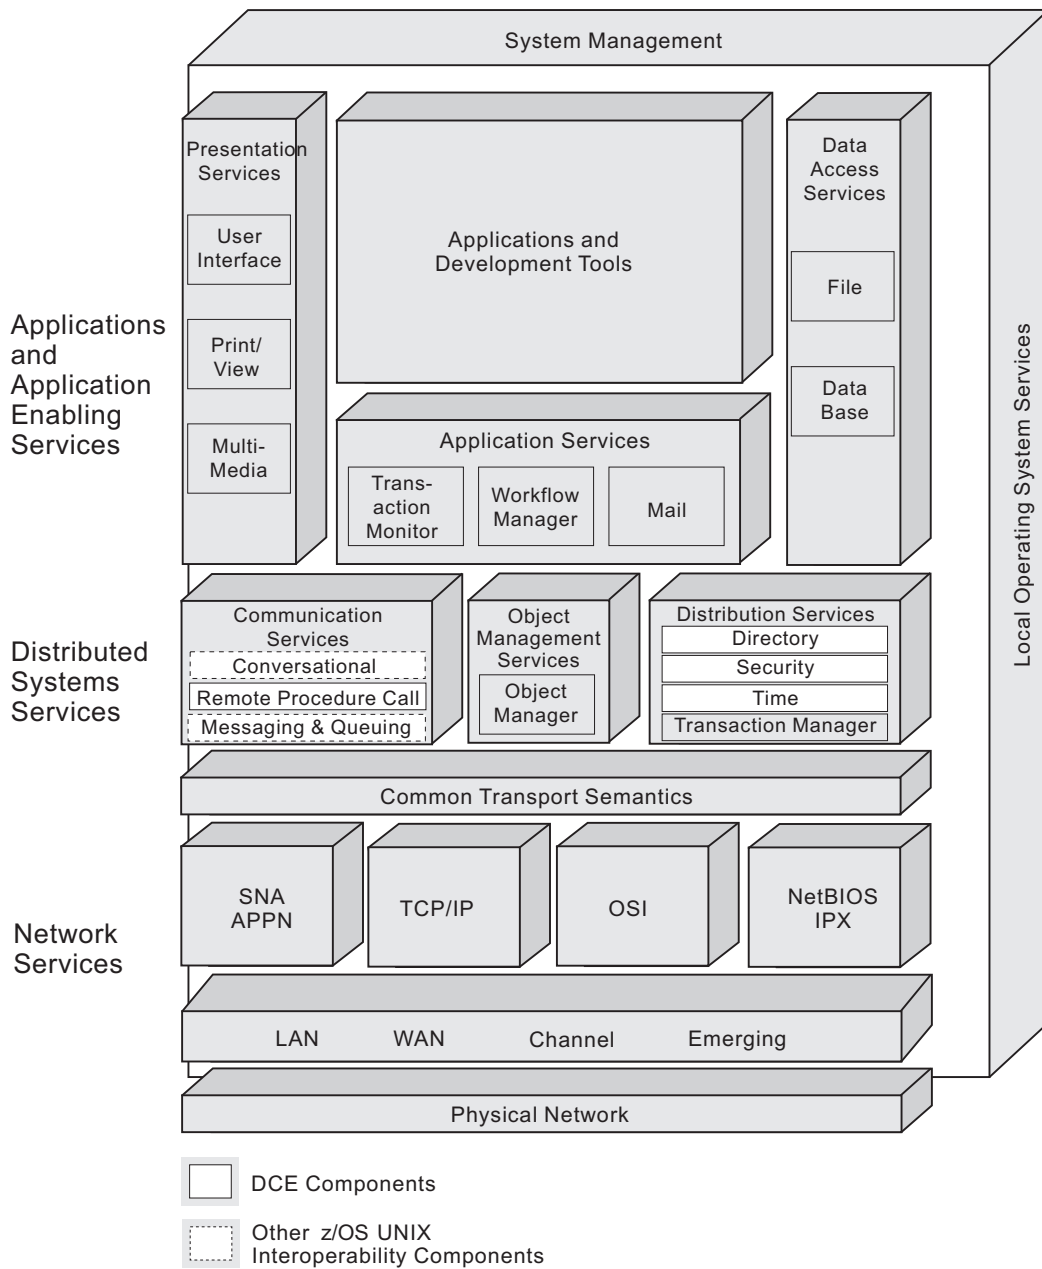 System Management
Presentation
Services
User
Interface
Print/
View
Multi-
Media
Applications and
Development Tools
Data
Access
Services
File
Data
Base
Applications
and
Application
Enabling
Services
Application Services
Trans-
action
Monitor
Workflow
Manager
Mail
Local Operating System Services
Distributed
Systems
Services
Communication
Services
Conversational
Remote Procedure Call
Messaging & Queuing
Object
Management
Services
Object
Manager
Distribution Services
Directory
Security
Time
Transaction Manager
Common Transport Semantics
Network
Services
SNA
APPN
TCP/IP
OSI
NetBIOS
IPX
LAN WAN Channel Emerging
Physical Network
DCE Components
Other z/OS UNIX
Interoperability Components